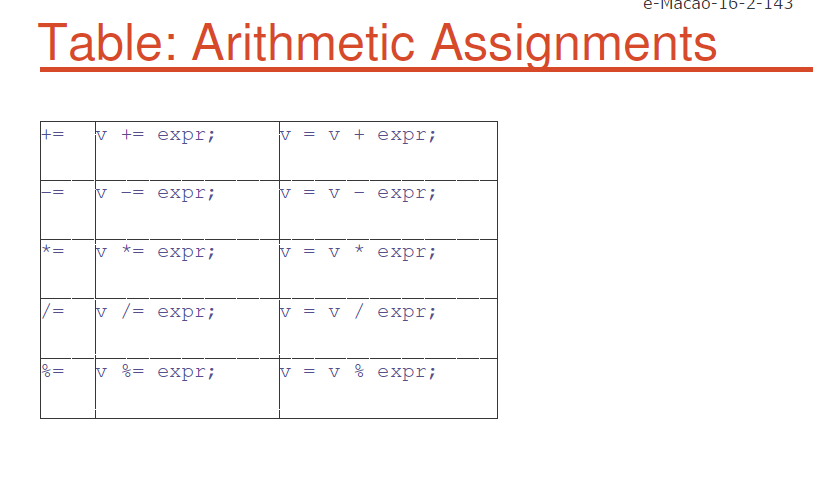 e-Macao-16-2-143
Table: Arithmetic Assignments
+= v += expr; v = v + expr;
-= v -= expr; v = v - expr;
*= v *= expr; v = v * expr;
/= v /= expr; v = v / expr;
%= v %= expr; v = v % expr;